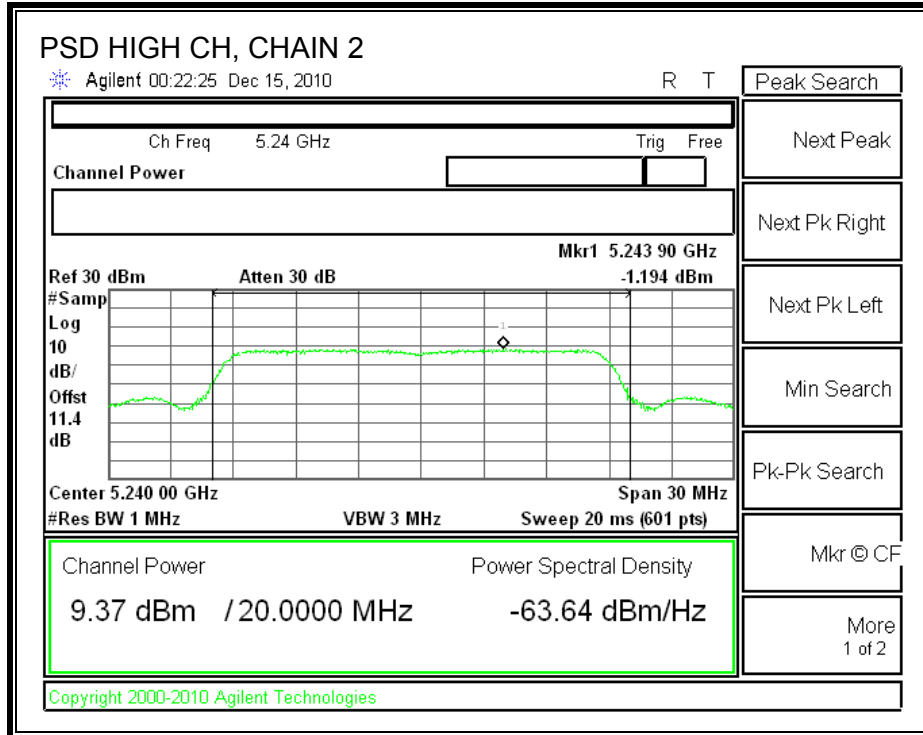 PSD HIGH CH, CHAIN 2
Agilent 00:22:25 Dec 15, 2010 R T
Peak Search
Ch Freq 5.24 GHz Trig Free
Channel Power
Next Peak
Next Pk Right
Mkr1 5.243 90 GHz
Ref 30 dBm Atten 30 dB -1.194 dBm
#Samp
Log
10
dB/
Offst
11.4
dB
1
Next Pk Left
Min Search
Pk-Pk Search
Center 5.240 00 GHz Span 30 MHz
#Res BW 1 MHz VBW 3 MHz Sweep 20 ms (601 pts)
Channel Power Power Spectral Density
9.37 dBm / 20.0000 MHz -63.64 dBm/Hz
Mkr © CF
More
1 of 2
Copyright 2000-2010 Agilent Technologies